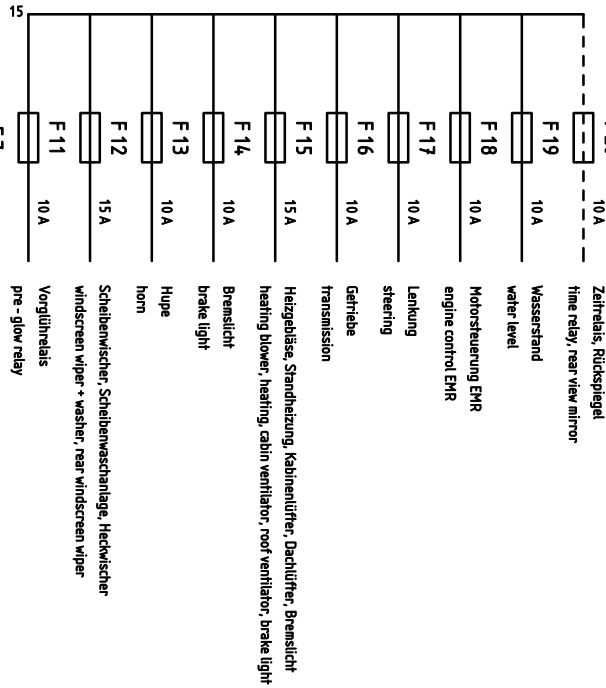 15
F 11
10 A
Vorglührelais
pre - glow relay
F 12
15 A
Scheibenwischer, Scheibenwaschanlage, Heckwischer
windscreen wiper + washer, rear windscreen wiper
F 13
10 A
Hupe
horn
F 14
10 A
Bremslicht
brake light
F 15
15 A
Heizgebläse, Standheizung, Kabinenlüfter, Dachlüfter, Bremslicht
heating blower, heating, cabin ventilator, roof ventilator, brake light
F 16
10 A
Getriebe
transmission
F 17
10 A
Lenkung
steering
F 18
10 A
Motorsteuerung EMR
engine control EMR
F 19
10 A
Wasserstand
water level
10 A
Zeitrelais, Rückspiegel
time relay, rear view mirror